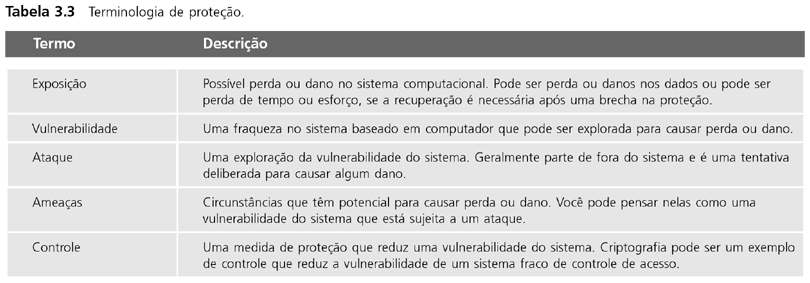 Tabela 3.3 Terminologia de proteção.
Termo Descrição
Exposição Possível perda ou dano no sistema computacional. Pode ser perda ou danos nos dados ou pode ser
perda de tempo ou esforço, se a recuperação é necessária após uma brecha na proteção.
Vulnerabilidade Uma fraqueza no sistema baseado em computador que pode ser explorada para causar perda ou dano.
Ataque Uma exploração da vulnerabilidade do sistema. Geralmente parte de fora do sistema e é uma tentativa
deliberada para causar algum dano.
Ameaças Circunstâncias que têm potencial para causar perda ou dano. Você pode pensar nelas como uma
vulnerabilidade do sistema que está sujeita a um ataque.
Controle Uma medida de proteção que reduz uma vulnerabilidade do sistema. Criptografia pode ser um exemplo
de controle que reduz a vulnerabilidade de um sistema fraco de controle de acesso.